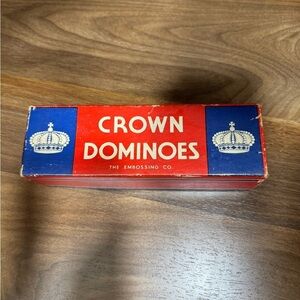 CROWN
DOMINOES
THE EMBOSSING CO.